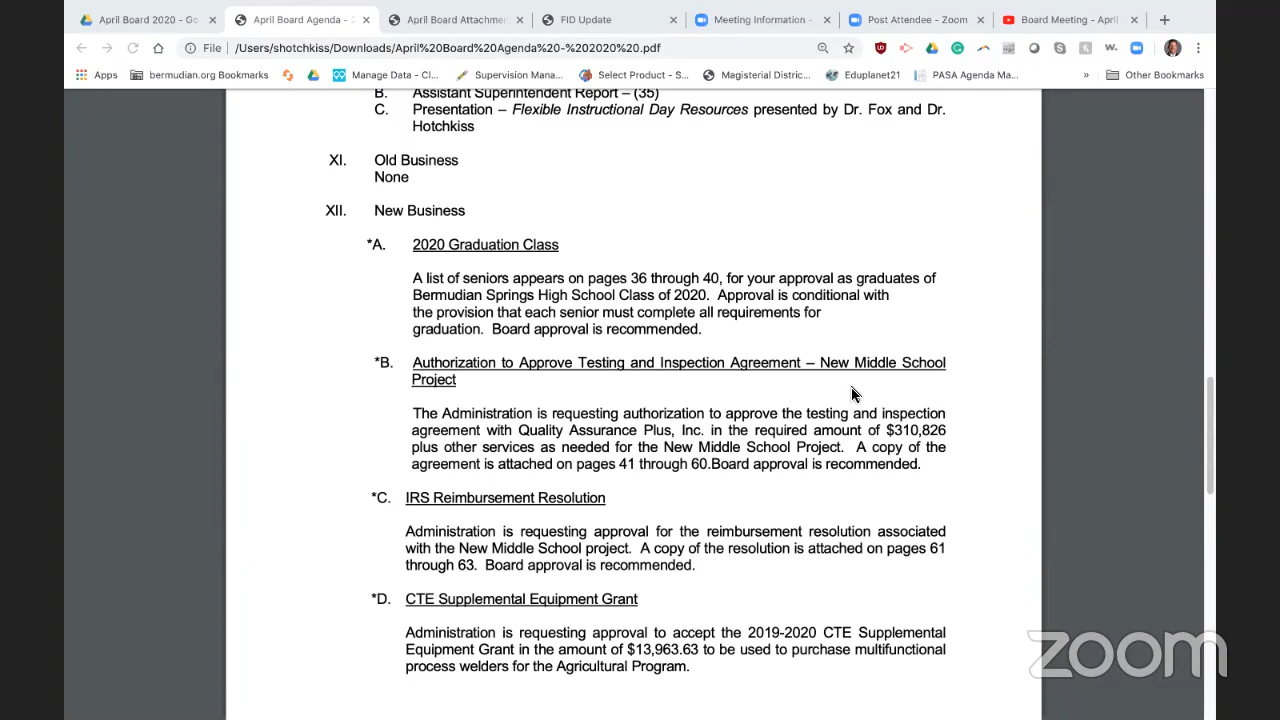 April Board 2020 - Go
April Board Agenda - 2
April Board Attachmen
FID Update
Meeting Information -
Post Attendee - Zoom
Board Meeting - April
File
/Users/shotchkiss/Downloads/April%20Board%20Agenda%20-%202020%20.pdf
Apps
bermudian.org Bookmarks
Manage Data - Cl...
Supervision Mana...
Select Product - S...
Magisterial Distric...
Eduplanet21
PASA Agenda Ma...
»
Other Bookmarks
B. Assistant Superintendent Report – (35)
C. Presentation – Flexible Instructional Day Resources presented by Dr. Fox and Dr.
Hotchkiss
XI. Old Business
None
XII. New Business
*A. 2020 Graduation Class
A list of seniors appears on pages 36 through 40, for your approval as graduates of
Bermudian Springs High School Class of 2020. Approval is conditional with
the provision that each senior must complete all requirements for
graduation. Board approval is recommended.
*B. Authorization to Approve Testing and Inspection Agreement – New Middle School
Project
The Administration is requesting authorization to approve the testing and inspection
agreement with Quality Assurance Plus, Inc. in the required amount of $310,826
plus other services as needed for the New Middle School Project. A copy of the
agreement is attached on pages 41 through 60.Board approval is recommended.
*C. IRS Reimbursement Resolution
Administration is requesting approval for the reimbursement resolution associated
with the New Middle School project. A copy of the resolution is attached on pages 61
through 63. Board approval is recommended.
*D. CTE Supplemental Equipment Grant
Administration is requesting approval to accept the 2019-2020 CTE Supplemental
Equipment Grant in the amount of $13,963.63 to be used to purchase multifunctional
process welders for the Agricultural Program.
zoom